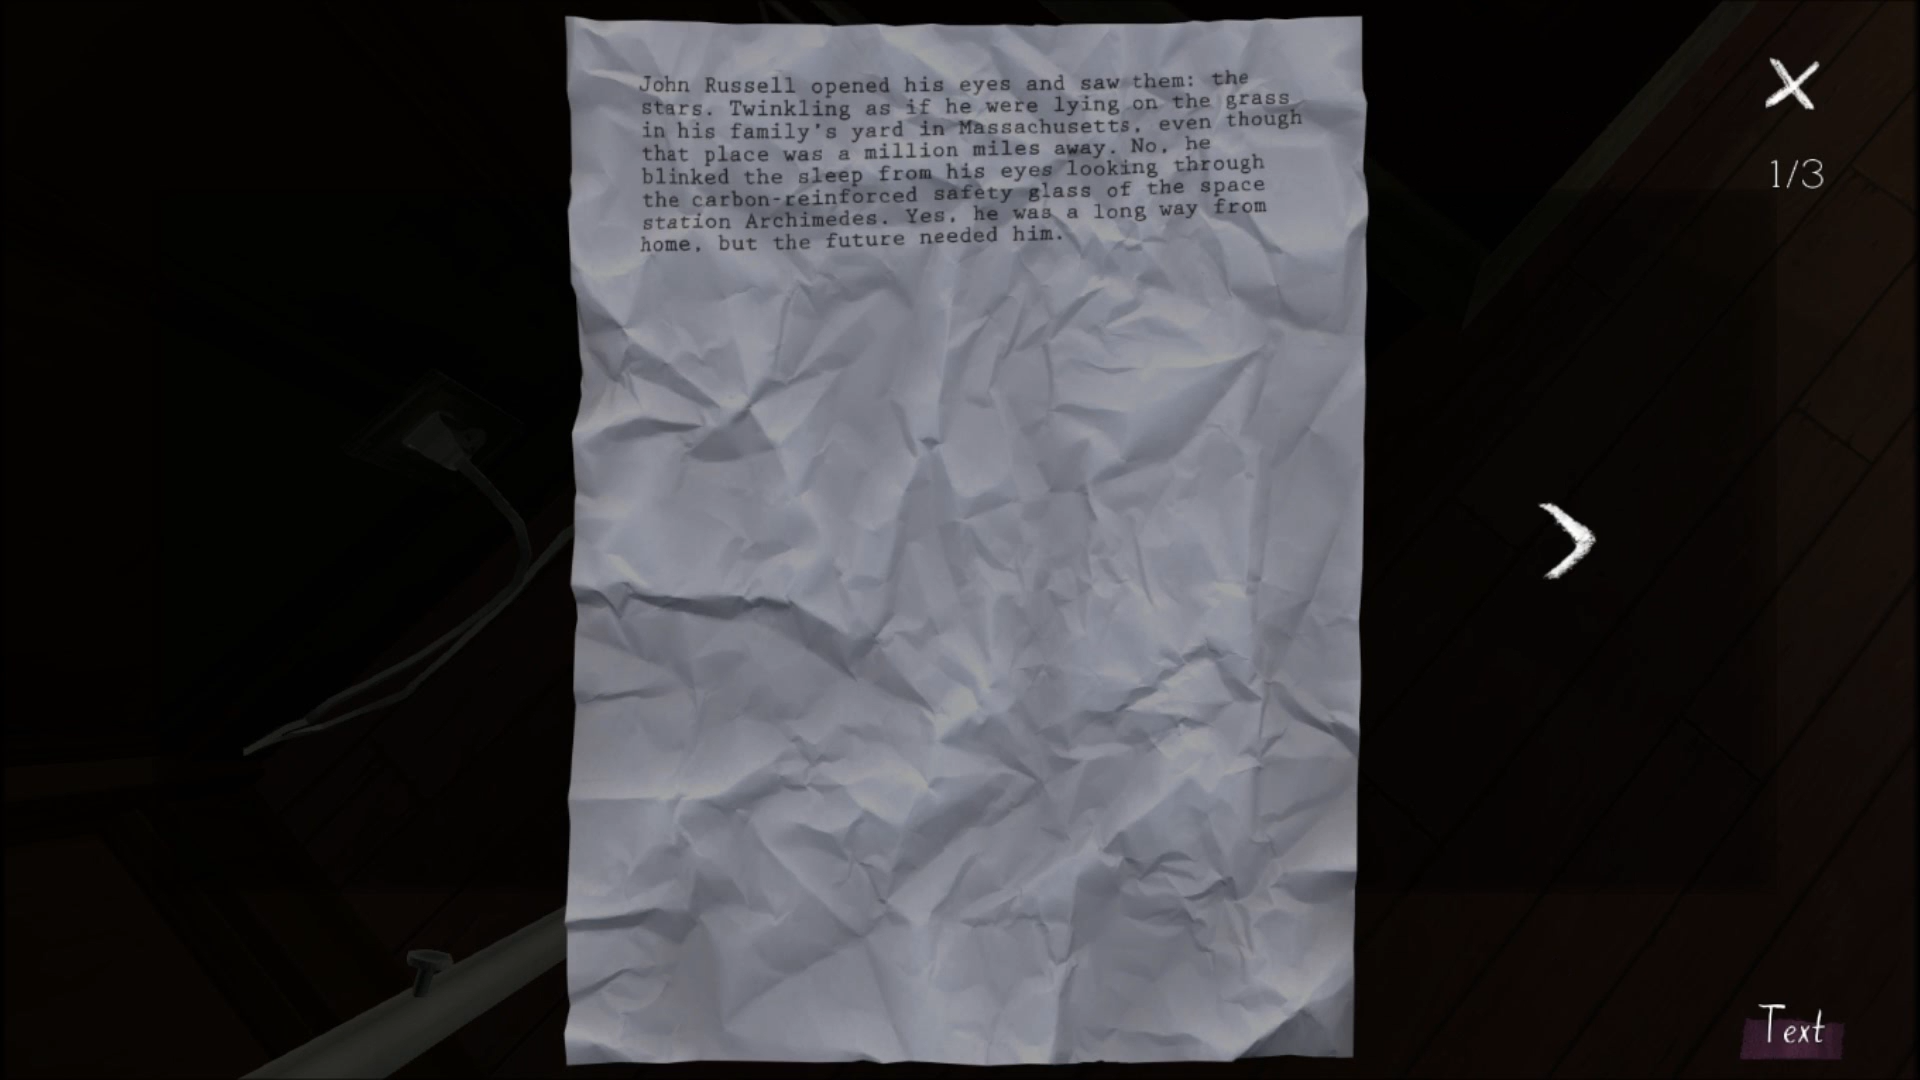 John Russell opened his eyes and saw them: the
stars. Twinkling as if he were lying on the grass
in his family's yard in Massachusetts, even though
that place was a million miles away. No, he
blinked the sleep from his eyes looking through
the carbon-reinforced safety glass of the space
station Archimedes. Yes, he was a long way from
home, but the future needed him.
1/3
Text